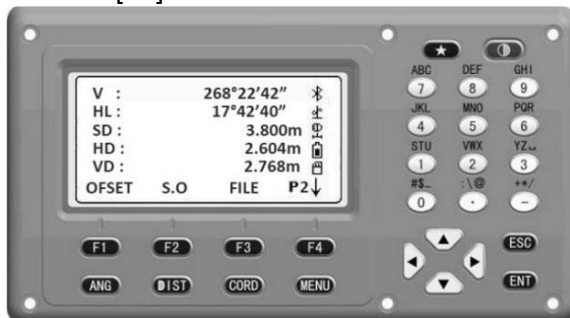 V : 268°22′42″
HL : 17°42′40″
SD : 3.800m
HD : 2.604m
VD : 2.768m
OFSET S.O FILE P2↓
F1 F2 F3 F4
ANG DIST CORD MENU
ABC DEF GHI
7 8 9
JKL MNO PQR
4 5 6
STU VWX YZ␣
1 2 3
#$_ :\@ +*/
0 · −
ESC
ENT